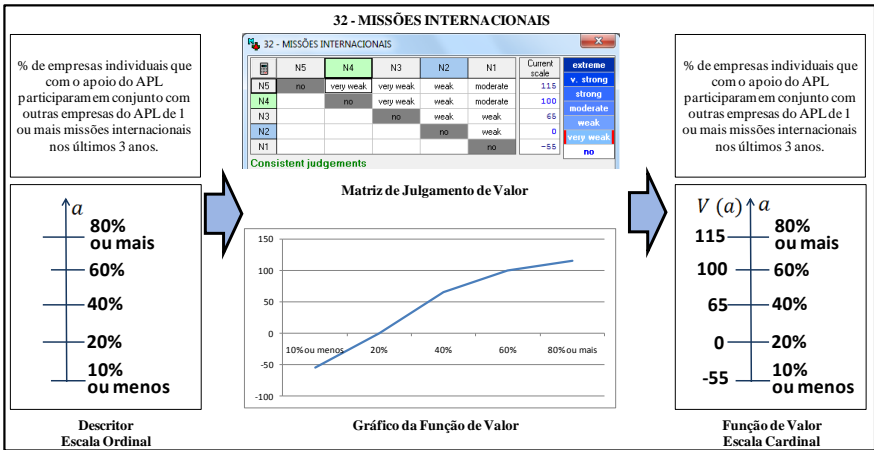 32 - MISSÕES INTERNACIONAIS
% de empresas individuais que
com o apoio do APL
participaram em conjunto com
outras empresas do APL de 1
ou mais missões internacionais
nos últimos 3 anos.
a
80%
ou mais
60%
40%
20%
10%
ou menos
Descritor
Escala Ordinal
32 - MISSÕES INTERNACIONAIS
N5 N4 N3 N2 N1 Current
scale
N5 no very weak very weak weak moderate 115
N4 no very weak weak moderate 100
N3 no weak weak 65
N2 no weak 0
N1 no -55
Consistent judgements
extreme
v. strong
strong
moderate
weak
very weak
no
Matriz de Julgamento de Valor
150
100
50
0
-50
-100
10% ou menos 20% 40% 60% 80% ou mais
Gráfico da Função de Valor
% de empresas individuais que
com o apoio do APL
participaram em conjunto com
outras empresas do APL de 1
ou mais missões internacionais
nos últimos 3 anos.
V (a) a
115 80%
ou mais
100 60%
65 40%
0 20%
-55 10%
ou menos
Função de Valor
Escala Cardinal